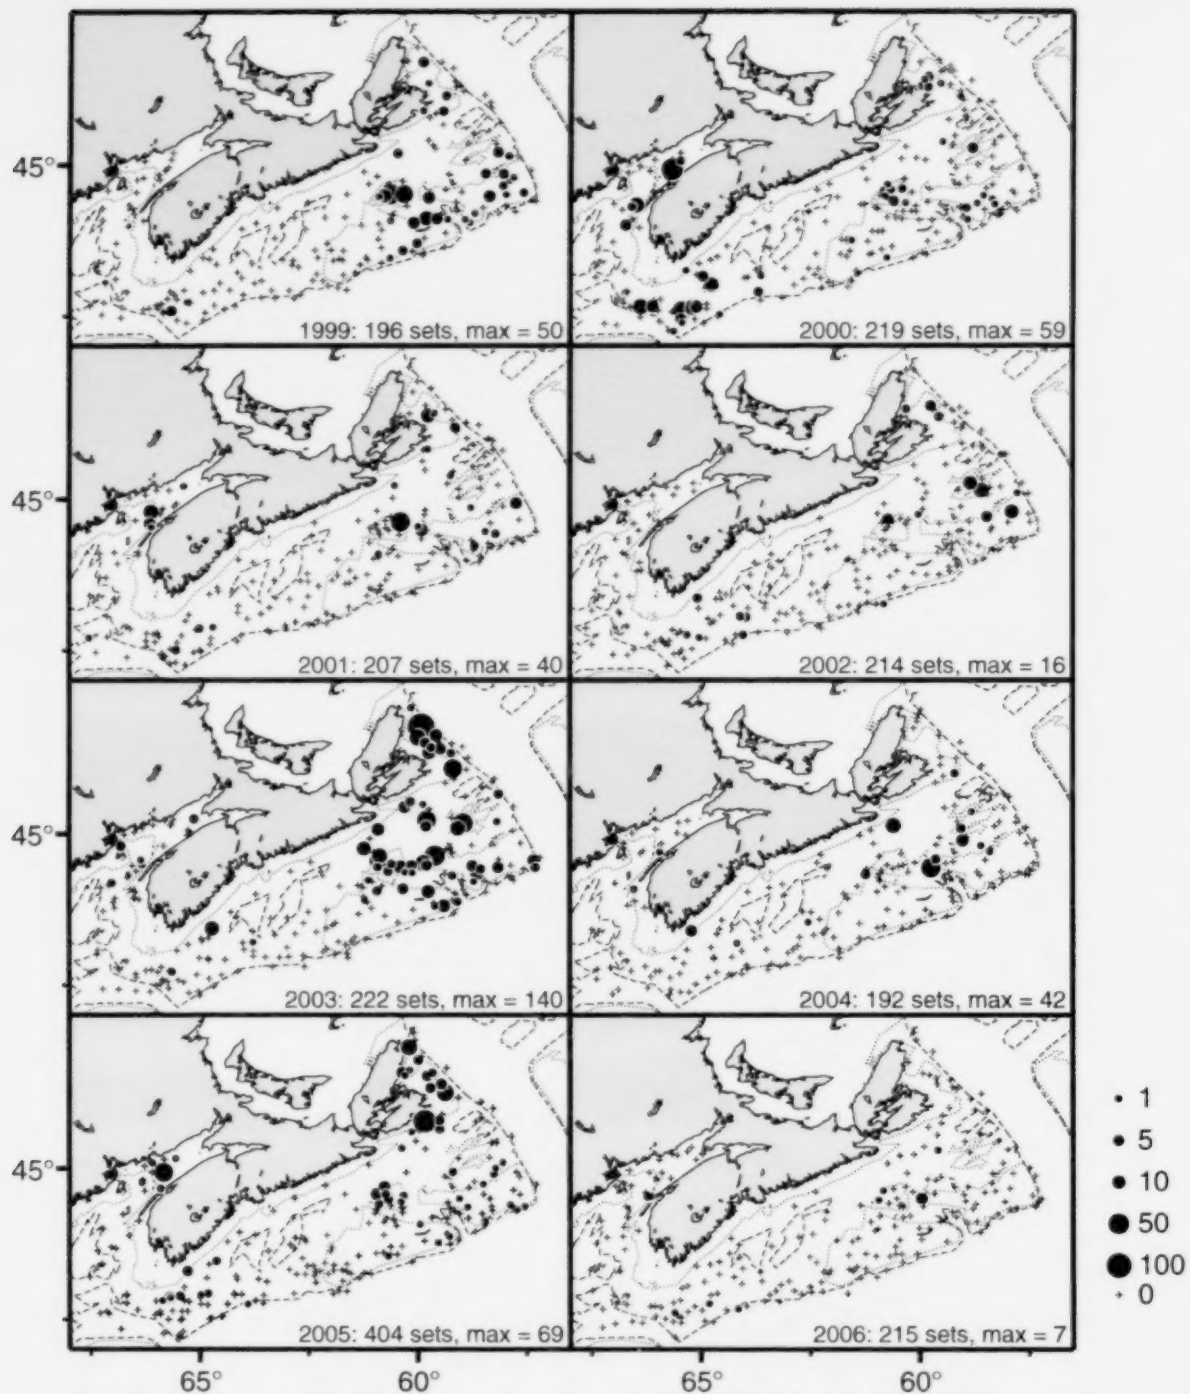 45°
1999: 196 sets, max = 50
2000: 219 sets, max = 59
45°
2001: 207 sets, max = 40
2002: 214 sets, max = 16
45°
2003: 222 sets, max = 140
2004: 192 sets, max = 42
45°
2005: 404 sets, max = 69
2006: 215 sets, max = 7
1
5
10
50
100
0
65°
60°
65°
60°